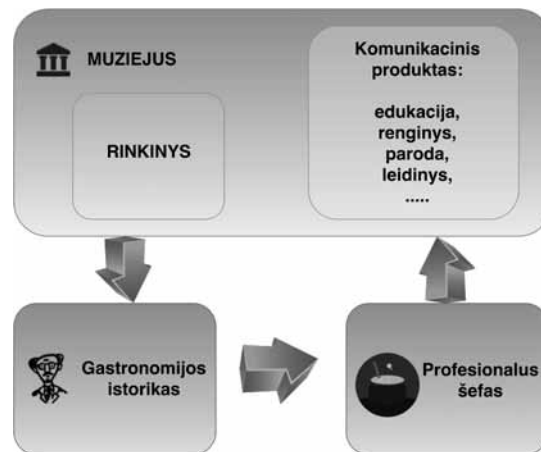 MUZIEJUS
RINKINYS
Komunikacinis
produktas:
edukacija,
renginys,
paroda,
leidinys,
.....
Gastronomijos
istorikas
Profesionalus
šefas